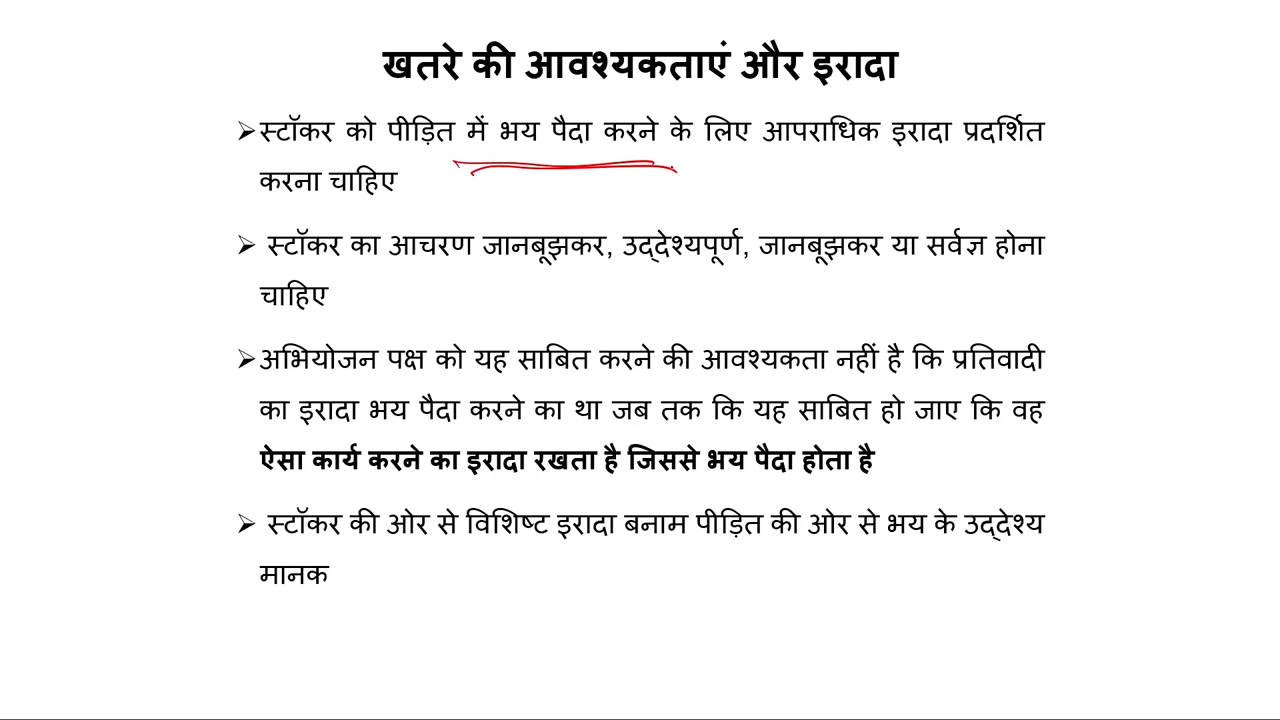 खतरे की आवश्यकताएं और इरादा
➢स्टॉकर को पीड़ित में भय पैदा करने के लिए आपराधिक इरादा प्रदर्शित
करना चाहिए
➢ स्टॉकर का आचरण जानबूझकर, उद्देश्यपूर्ण, जानबूझकर या सर्वज्ञ होना
चाहिए
➢अभियोजन पक्ष को यह साबित करने की आवश्यकता नहीं है कि प्रतिवादी
का इरादा भय पैदा करने का था जब तक कि यह साबित हो जाए कि वह
ऐसा कार्य करने का इरादा रखता है जिससे भय पैदा होता है
➢ स्टॉकर की ओर से विशिष्ट इरादा बनाम पीड़ित की ओर से भय के उद्देश्य
मानक